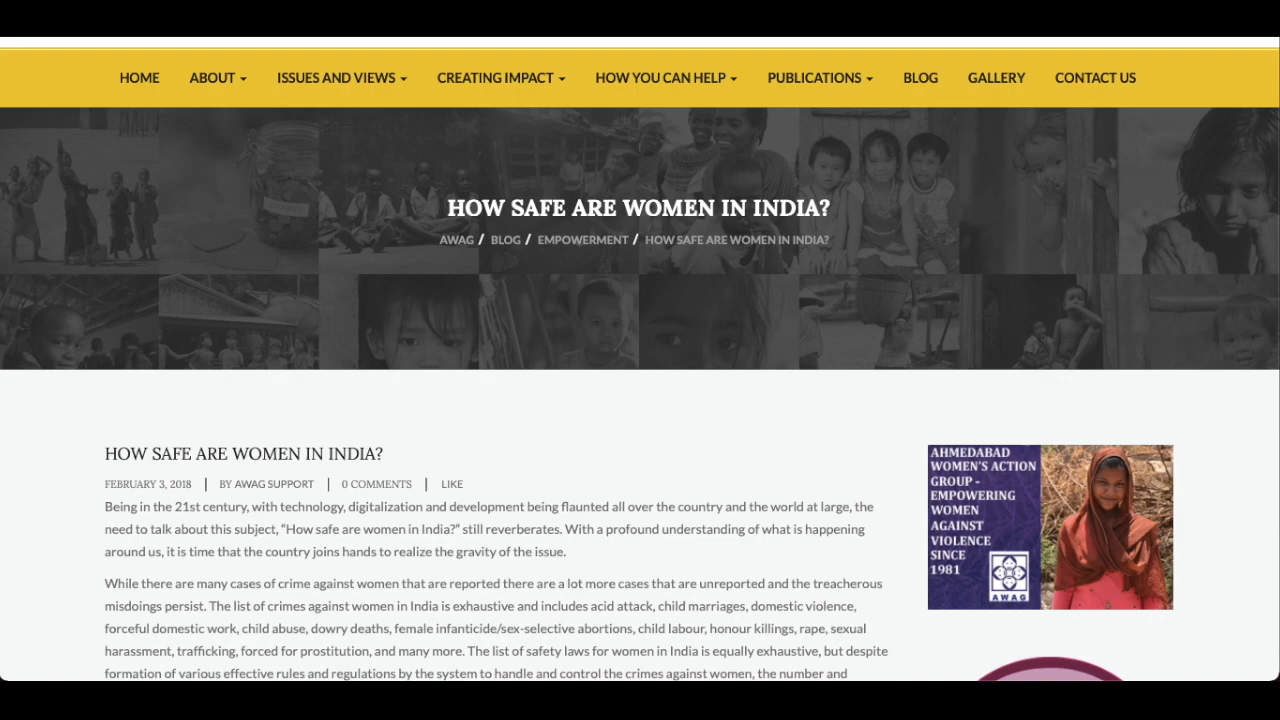 HOME ABOUT ISSUES AND VIEWS CREATING IMPACT HOW YOU CAN HELP PUBLICATIONS BLOG GALLERY CONTACT US
HOW SAFE ARE WOMEN IN INDIA?
AWAG / BLOG / EMPOWERMENT / HOW SAFE ARE WOMEN IN INDIA?
HOW SAFE ARE WOMEN IN INDIA?
FEBRUARY 3, 2018 | BY AWAG SUPPORT | 0 COMMENTS | LIKE
Being in the 21st century, with technology, digitalization and development being flaunted all over the country and the world at large, the
need to talk about this subject, “How safe are women in India?” still reverberates. With a profound understanding of what is happening
around us, it is time that the country joins hands to realize the gravity of the issue.
While there are many cases of crime against women that are reported there are a lot more cases that are unreported and the treacherous
misdoings persist. The list of crimes against women in India is exhaustive and includes acid attack, child marriages, domestic violence,
forceful domestic work, child abuse, dowry deaths, female infanticide/sex-selective abortions, child labour, honour killings, rape, sexual
harassment, trafficking, forced for prostitution, and many more. The list of safety laws for women in India is equally exhaustive, but despite
formation of various effective rules and regulations by the system to handle and control the crimes against women, the number and
AHMEDABAD
WOMEN'S ACTION
GROUP -
EMPOWERING
WOMEN
AGAINST
VIOLENCE
SINCE
1981
AWAG